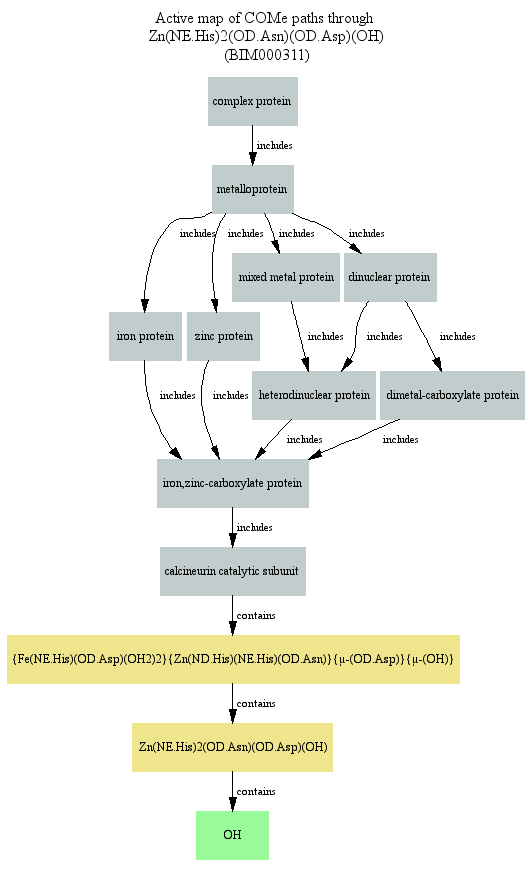 Active map of COMe paths through
Zn(NE.His)2(OD.Asn)(OD.Asp)(OH)
(BIM000311)
complex protein
includes
metalloprotein
includes
includes
includes
includes
mixed metal protein
dinuclear protein
iron protein
zinc protein
includes
includes
includes
heterodinuclear protein
dimetal-carboxylate protein
includes
includes
includes
includes
iron,zinc-carboxylate protein
includes
calcineurin catalytic subunit
contains
{Fe(NE.His)(OD.Asp)(OH2)2}{Zn(ND.His)(NE.His)(OD.Asn)}{μ-(OD.Asp)}{μ-(OH)}
contains
Zn(NE.His)2(OD.Asn)(OD.Asp)(OH)
contains
OH